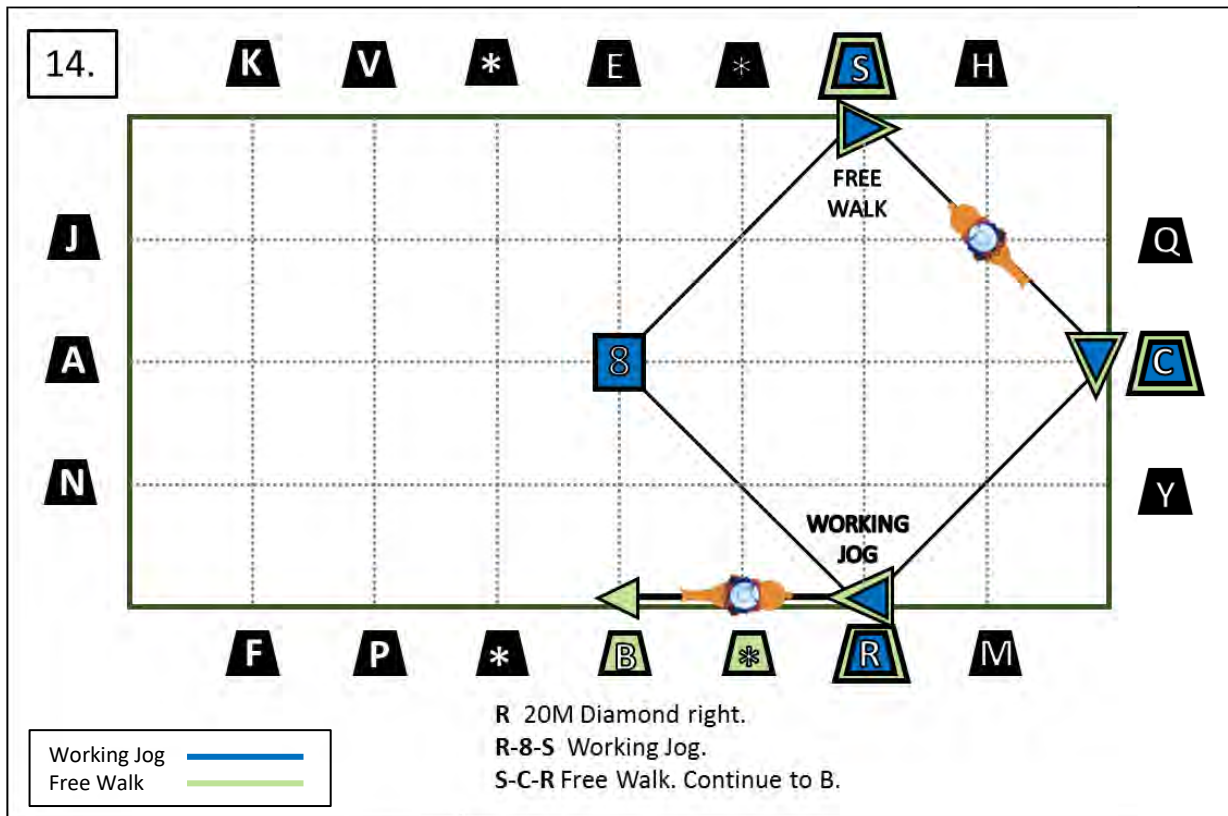 14.
K V * E * S H
FREE
WALK
J Q
8
A C
N Y
WORKING
JOG
F P * B * R M
R 20M Diamond right.
R-8-S Working Jog.
S-C-R Free Walk. Continue to B.
Working Jog
Free Walk